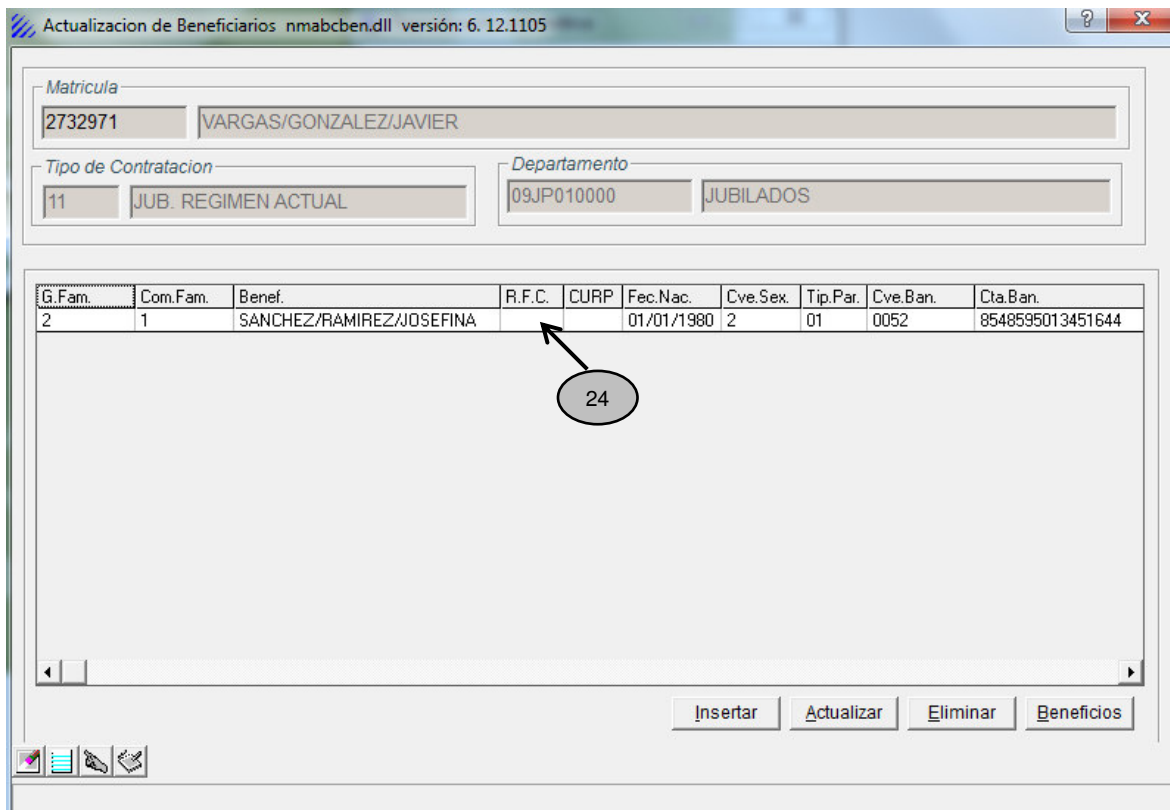 Actualizacion de Beneficiarios nmabcben.dll versión: 6. 12.1105
Matricula
2732971 VARGAS/GONZALEZ/JAVIER
Tipo de Contratacion Departamento
11 JUB. REGIMEN ACTUAL 09JP010000 JUBILADOS
G.Fam. Com.Fam. Benef. R.F.C. CURP Fec.Nac. Cve.Sex. Tip.Par. Cve.Ban. Cta.Ban.
2 1 SANCHEZ/RAMIREZ/JOSEFINA 01/01/1980 2 01 0052 8548595013451644
24
Insertar Actualizar Eliminar Beneficios